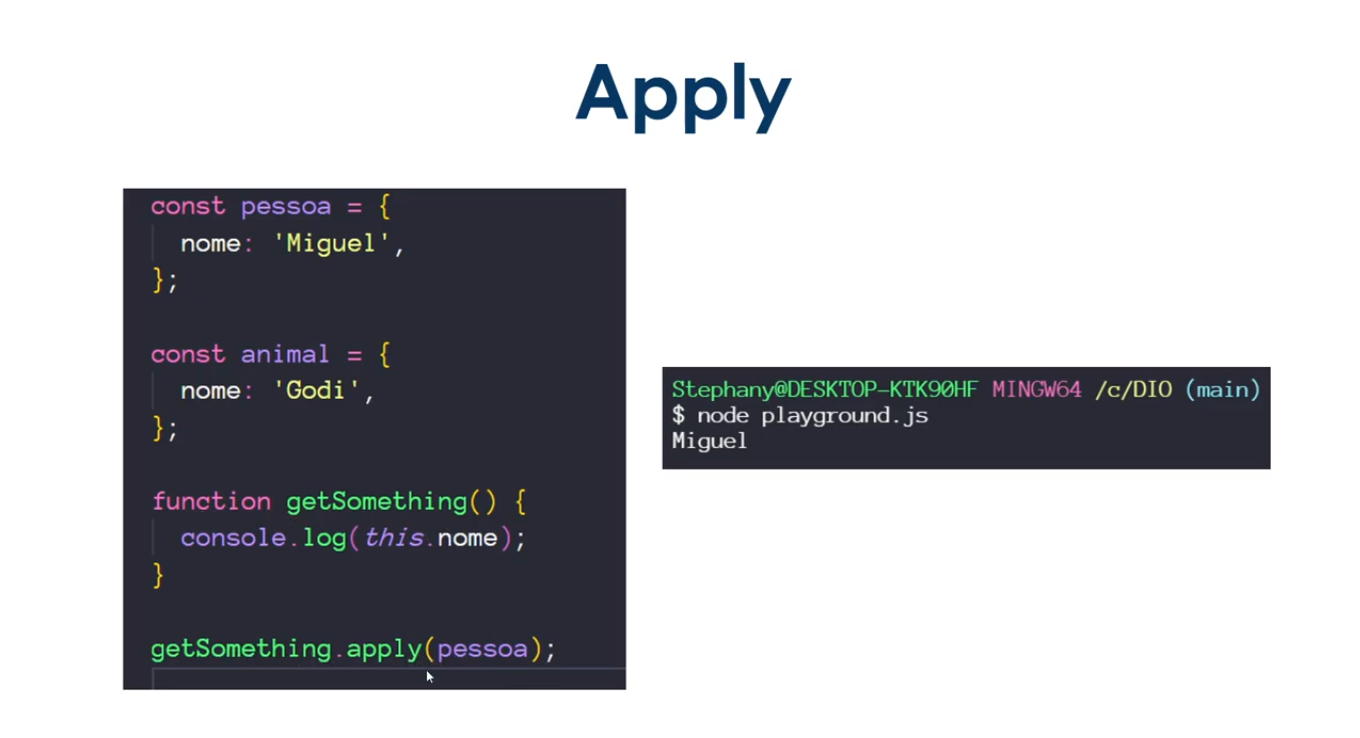 Apply
const pessoa = {
nome: 'Miguel',
};
const animal = {
nome: 'Godi',
};
function getSomething() {
console.log(this.nome);
}
getSomething.apply(pessoa);
Stephany@DESKTOP-KTK90HF MINGW64 /c/DIO (main)
$ node playground.js
Miguel